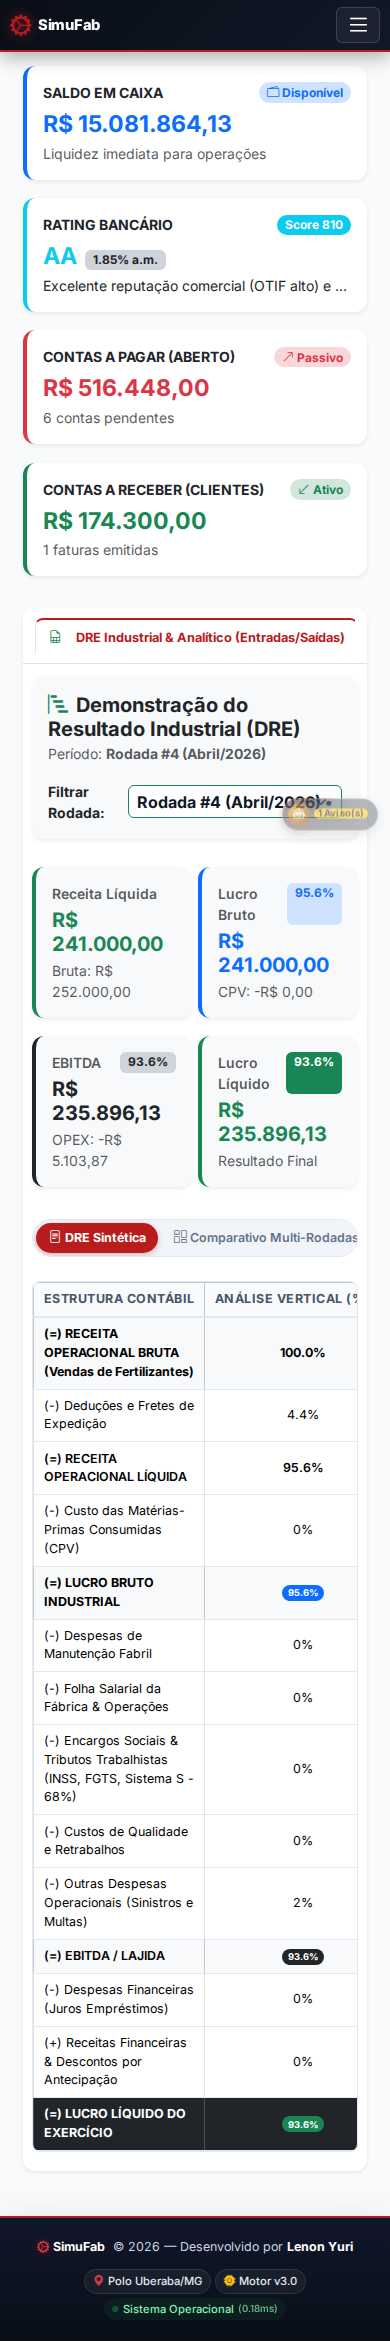 SimuFab
SALDO EM CAIXA
Disponível
R$ 15.081.864,13
Liquidez imediata para operações
RATING BANCÁRIO
Score 810
AA 1.85% a.m.
Excelente reputação comercial (OTIF alto) e ...
CONTAS A PAGAR (ABERTO)
Passivo
R$ 516.448,00
6 contas pendentes
CONTAS A RECEBER (CLIENTES)
Ativo
R$ 174.300,00
1 faturas emitidas
DRE Industrial & Analítico (Entradas/Saídas)
Demonstração do
Resultado Industrial (DRE)
Período: Rodada #4 (Abril/2026)
Filtrar
Rodada:
Rodada #4 (Abril/2026) •
1 Aviso(s)
Receita Líquida
R$
241.000,00
Bruta: R$
252.000,00
Lucro
Bruto
95.6%
R$
241.000,00
CPV: -R$ 0,00
EBITDA
93.6%
R$
235.896,13
OPEX: -R$
5.103,87
Lucro
Líquido
93.6%
R$
235.896,13
Resultado Final
DRE Sintética
Comparativo Multi-Rodadas
ESTRUTURA CONTÁBIL
ANÁLISE VERTICAL (%
(=) RECEITA
OPERACIONAL BRUTA
(Vendas de Fertilizantes)
100.0%
(-) Deduções e Fretes de
Expedição
4.4%
(=) RECEITA
OPERACIONAL LÍQUIDA
95.6%
(-) Custo das Matérias-
Primas Consumidas
(CPV)
0%
(=) LUCRO BRUTO
INDUSTRIAL
95.6%
(-) Despesas de
Manutenção Fabril
0%
(-) Folha Salarial da
Fábrica & Operações
0%
(-) Encargos Sociais &
Tributos Trabalhistas
(INSS, FGTS, Sistema S -
68%)
0%
(-) Custos de Qualidade
e Retrabalhos
0%
(-) Outras Despesas
Operacionais (Sinistros e
Multas)
2%
(=) EBITDA / LAJIDA
93.6%
(-) Despesas Financeiras
(Juros Empréstimos)
0%
(+) Receitas Financeiras
& Descontos por
Antecipação
0%
(=) LUCRO LÍQUIDO DO
EXERCÍCIO
93.6%
SimuFab © 2026 — Desenvolvido por Lenon Yuri
Polo Uberaba/MG
Motor v3.0
Sistema Operacional (0.18ms)